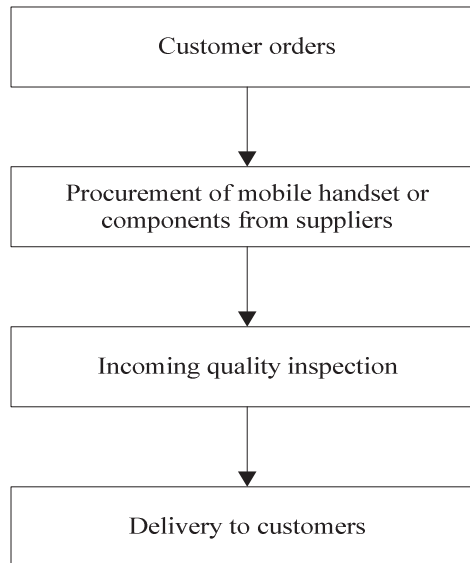 Customer orders
Procurement of mobile handset or
components from suppliers
Incoming quality inspection
Delivery to customers